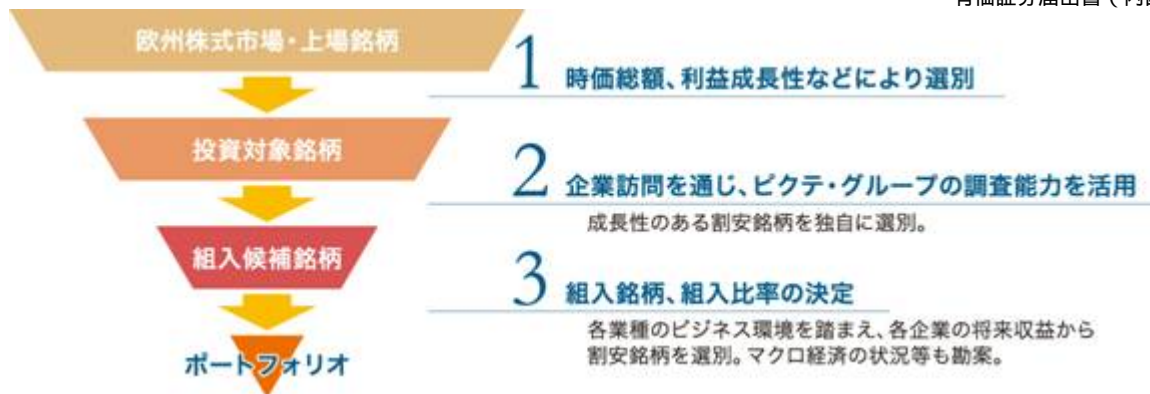 欧州株式市場・上場銘柄
1 時価総額、利益成長性などにより選別
投資対象銘柄
2 企業訪問を通じ、ピクテ・グループの調査能力を活用
成長性のある割安銘柄を独自に選別。
組入候補銘柄
3 組入銘柄、組入比率の決定
各業種のビジネス環境を踏まえ、各企業の将来収益から
割安銘柄を選別。マクロ経済の状況等も勘案。
ポートフォリオ